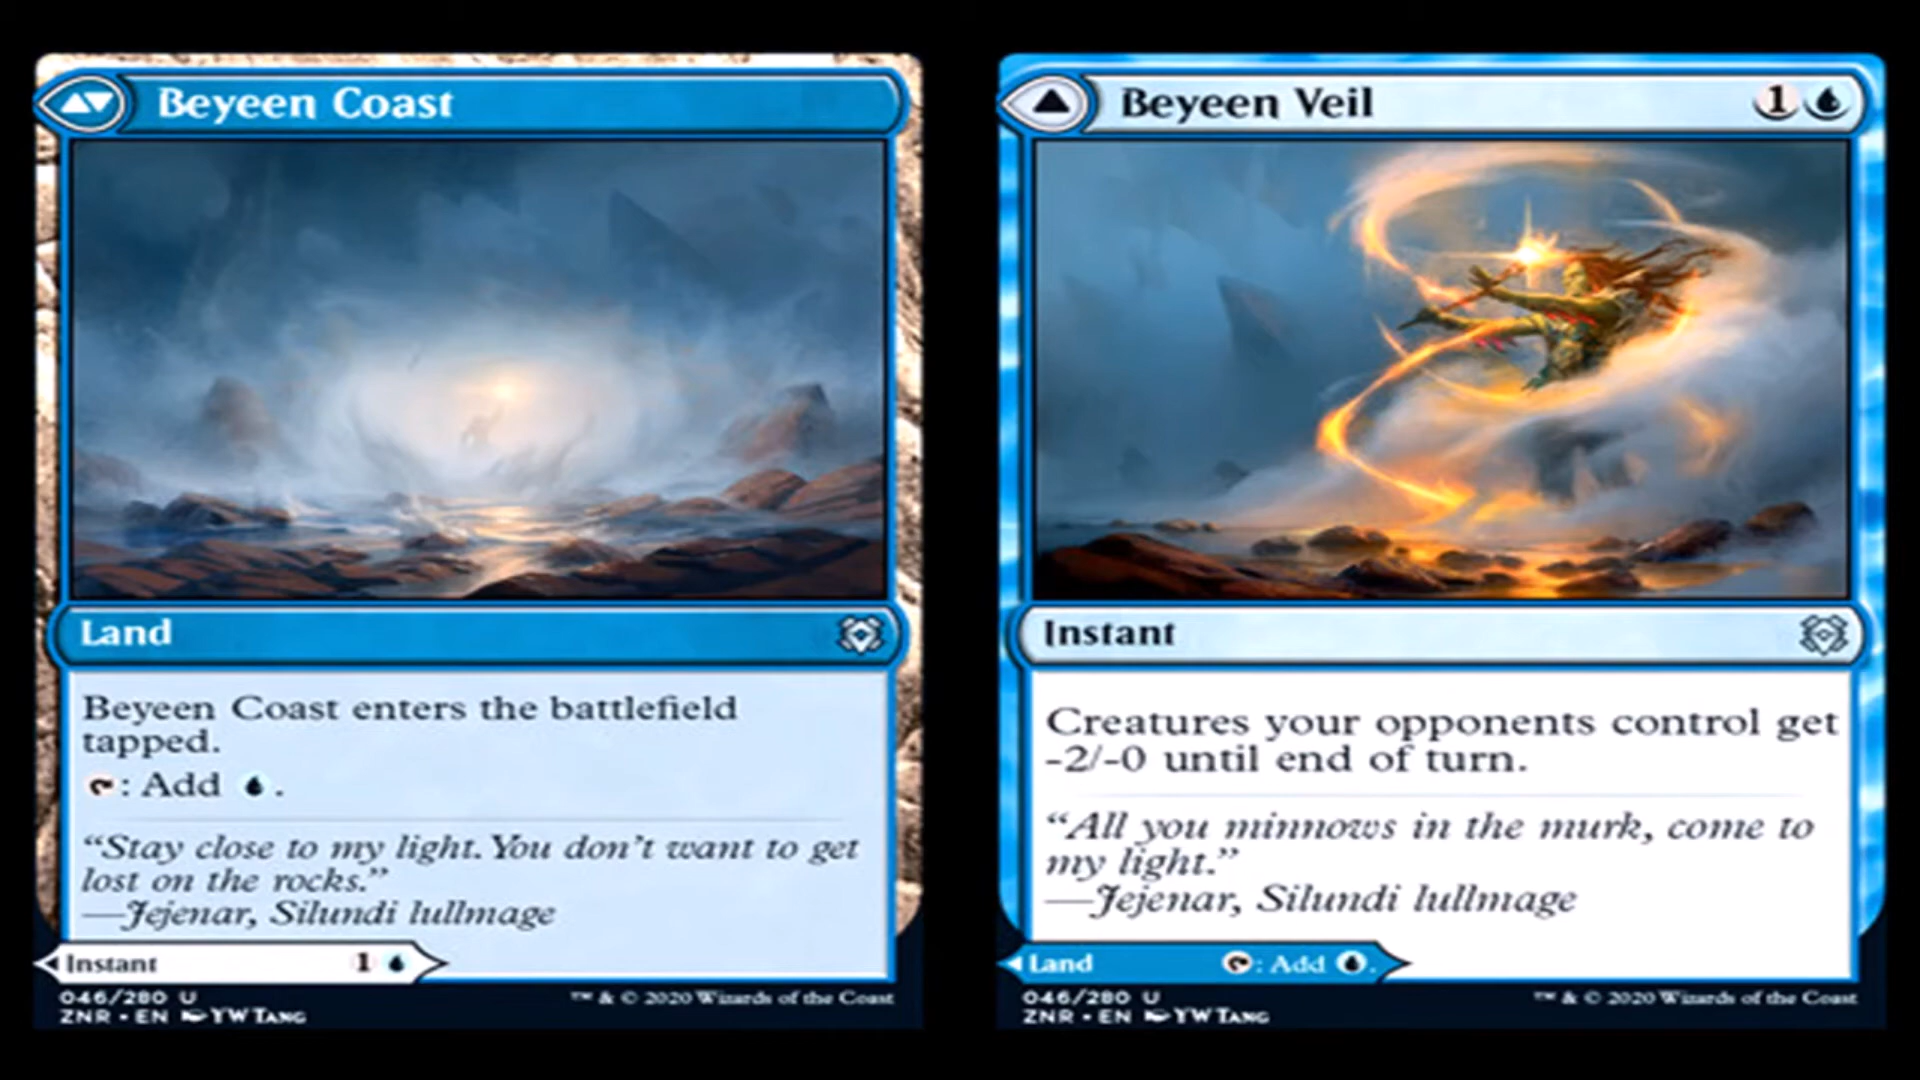 Beyeen Coast
Land
Beyeen Coast enters the battlefield
tapped.
: Add .
“Stay close to my light. You don’t want to get
lost on the rocks.”
—Jejenar, Silundi lullmage
Instant 1
046/280 U
ZNR • EN YW Tang
™ & © 2020 Wizards of the Coast
Beyeen Veil 1
Instant
Creatures your opponents control get
-2/-0 until end of turn.
“All you minnows in the murk, come to
my light.”
—Jejenar, Silundi lullmage
Land : Add .
046/280 U
ZNR • EN YW Tang
™ & © 2020 Wizards of the Coast